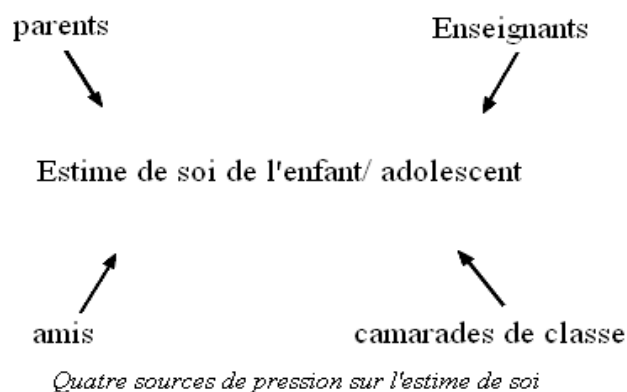 parents
Enseignants
Estime de soi de l'enfant/ adolescent
amis
camarades de classe
Quatre sources de pression sur l'estime de soi